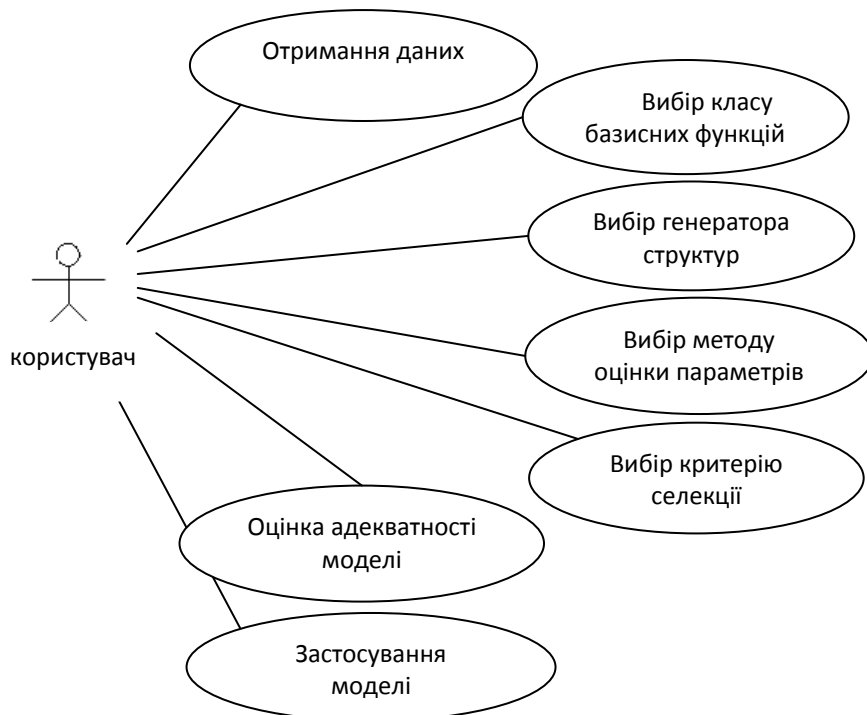 Отримання даних
Вибір класу
базисних функцій
Вибір генератора
структур
Вибір методу
оцінки параметрів
користувач
Вибір критерію
селекції
Оцінка адекватності
моделі
Застосування
моделі